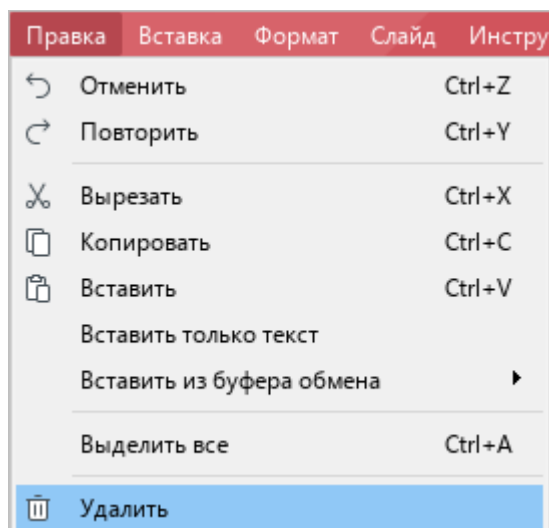 Правка Вставка Формат Слайд Инстру
Отменить Ctrl+Z
Повторить Ctrl+Y
Вырезать Ctrl+X
Копировать Ctrl+C
Вставить Ctrl+V
Вставить только текст
Вставить из буфера обмена
Выделить все Ctrl+A
Удалить